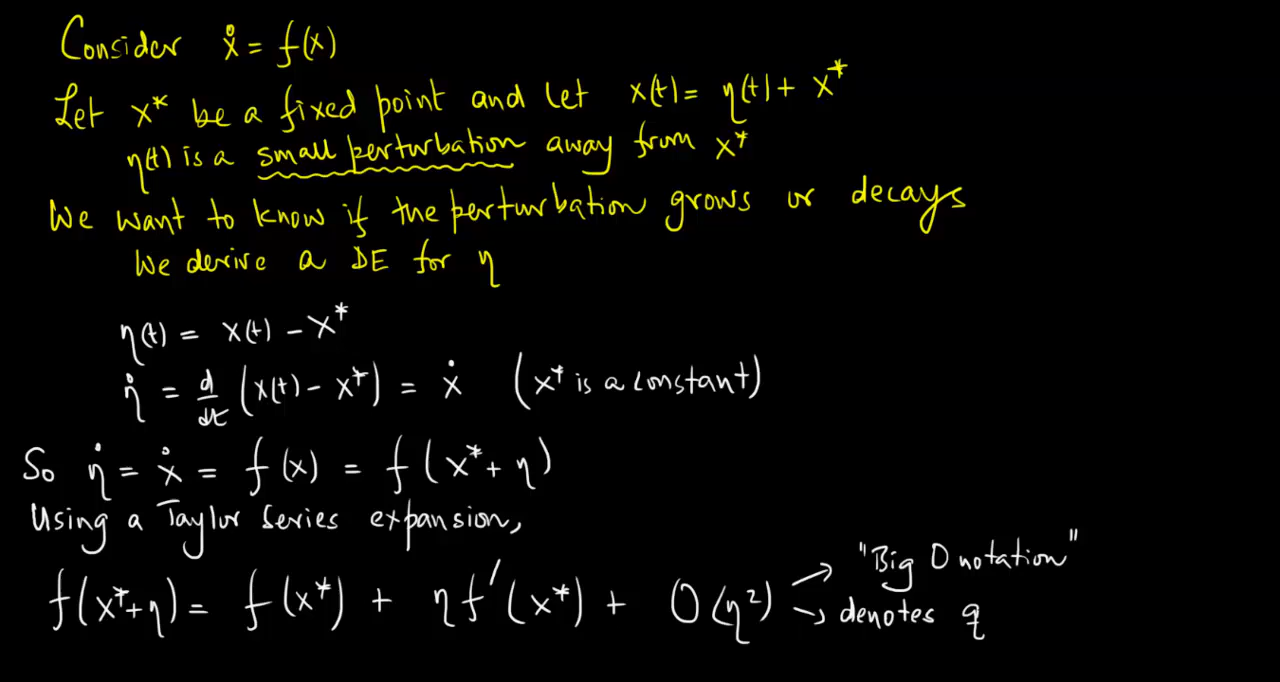 Consider ẋ = f(x)
Let x* be a fixed point and let x(t) = η(t) + x*
η(t) is a small perturbation away from x*
We want to know if the perturbation grows or decays
We derive a DE for η
η(t) = x(t) - x*
η̇ = d/dt (x(t) - x*) = ẋ (x* is a constant)
So η̇ = ẋ = f(x) = f(x* + η)
Using a Taylor Series expansion,
f(x*+η) = f(x*) + ηf'(x*) + O(η²)
"Big O notation"
denotes q